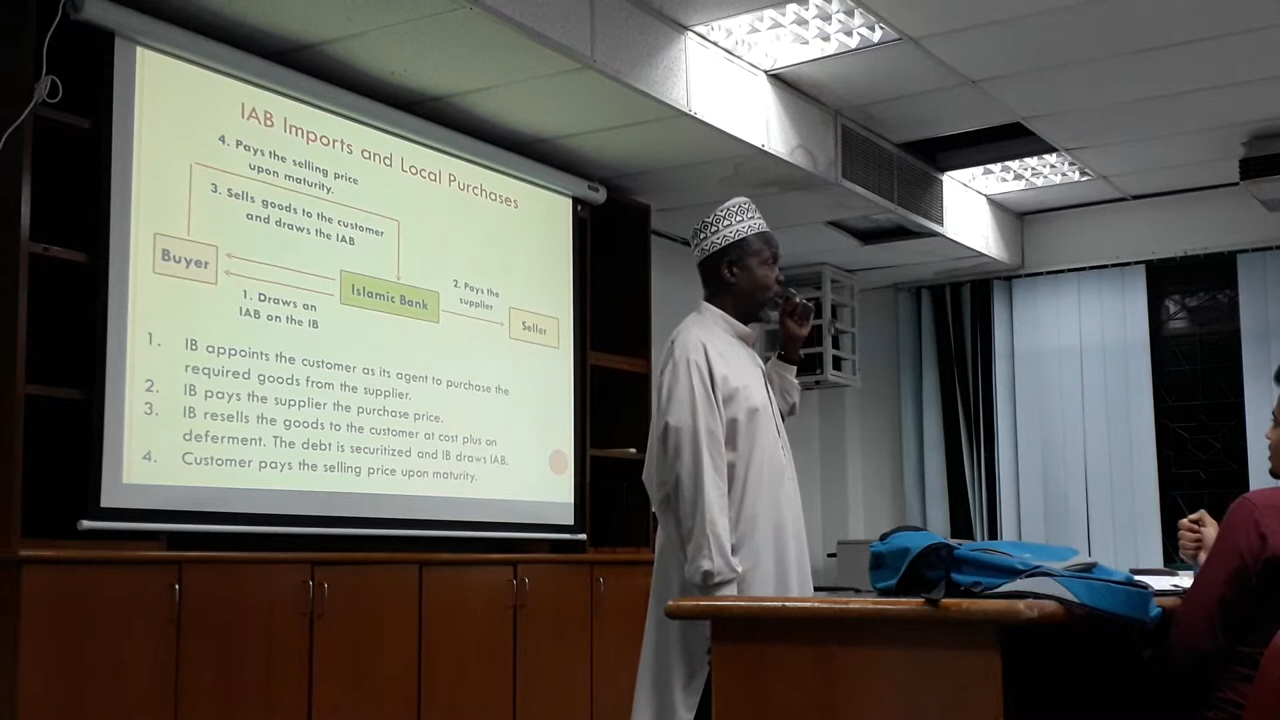 IAB Imports and Local Purchases
4. Pays the selling price
upon maturity.
3. Sells goods to the customer
and draws the IAB
Buyer
Islamic Bank
2. Pays the
supplier
Seller
1. Draws an
IAB on the IB
1. IB appoints the customer as its agent to purchase the
required goods from the supplier.
2. IB pays the supplier the purchase price.
3. IB resells the goods to the customer at cost plus on
deferment. The debt is securitized and IB draws IAB.
4. Customer pays the selling price upon maturity.